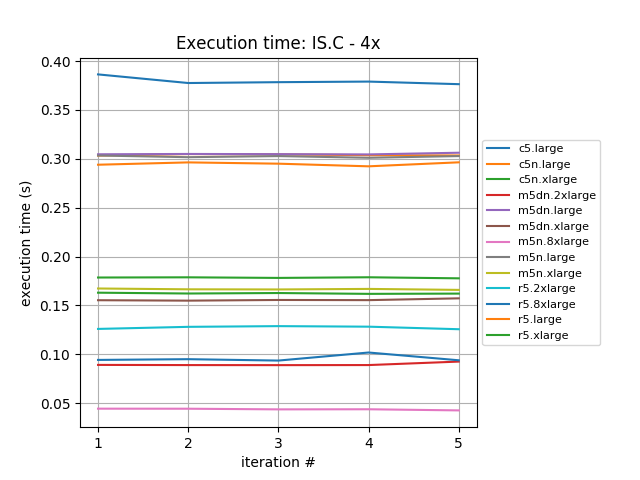 Execution time: IS.C - 4x
execution time (s)
0.40
0.35
0.30
0.25
0.20
0.15
0.10
0.05
1 2 3 4 5
iteration #
c5.large
c5n.large
c5n.xlarge
m5dn.2xlarge
m5dn.large
m5dn.xlarge
m5n.8xlarge
m5n.large
m5n.xlarge
r5.2xlarge
r5.8xlarge
r5.large
r5.xlarge